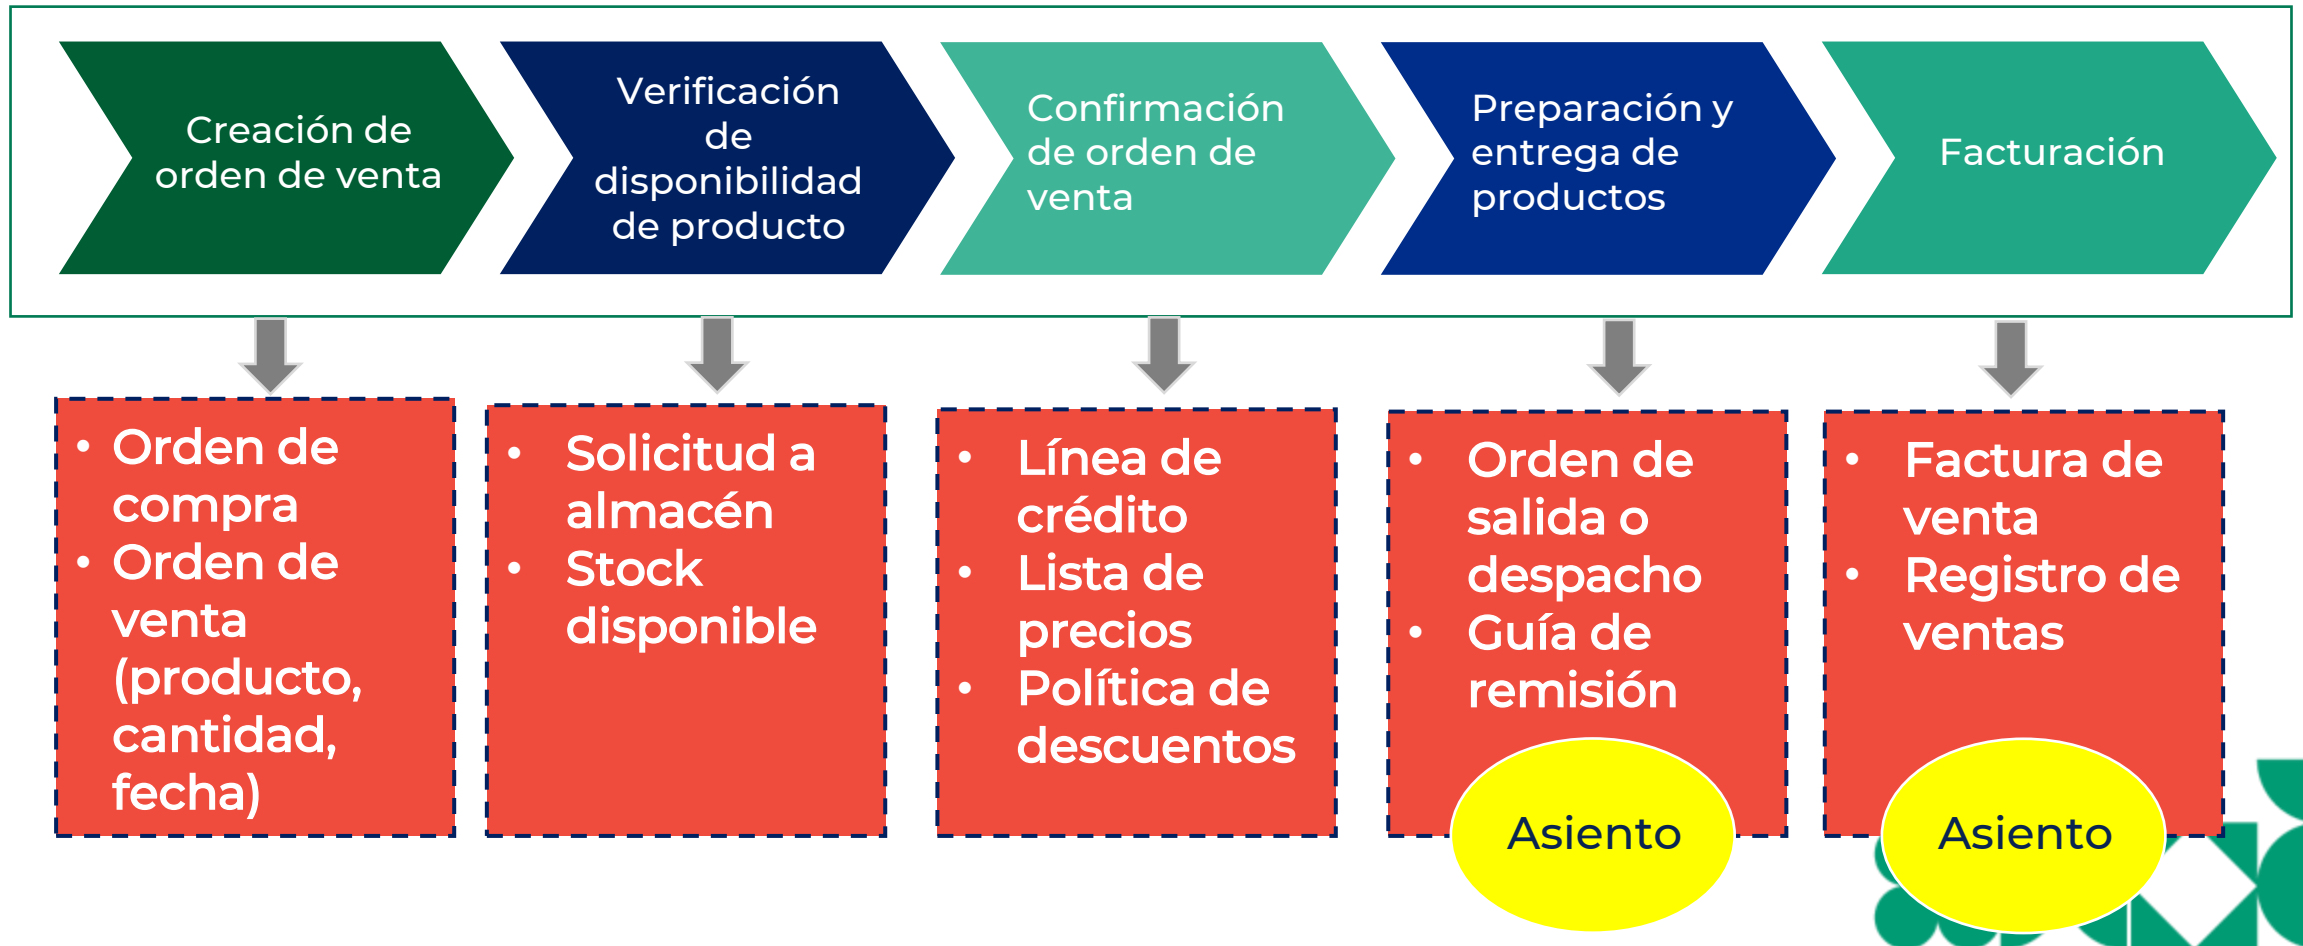 Creación de
orden de venta
Verificación
de
disponibilidad
de producto
Confirmación
de orden de
venta
Preparación y
entrega de
productos
Facturación
• Orden de
compra
• Orden de
venta
(producto,
cantidad,
fecha)
• Solicitud a
almacén
• Stock
disponible
• Línea de
crédito
• Lista de
precios
• Política de
descuentos
• Orden de
salida o
despacho
• Guía de
remisión
Asiento
• Factura de
venta
• Registro de
ventas
Asiento